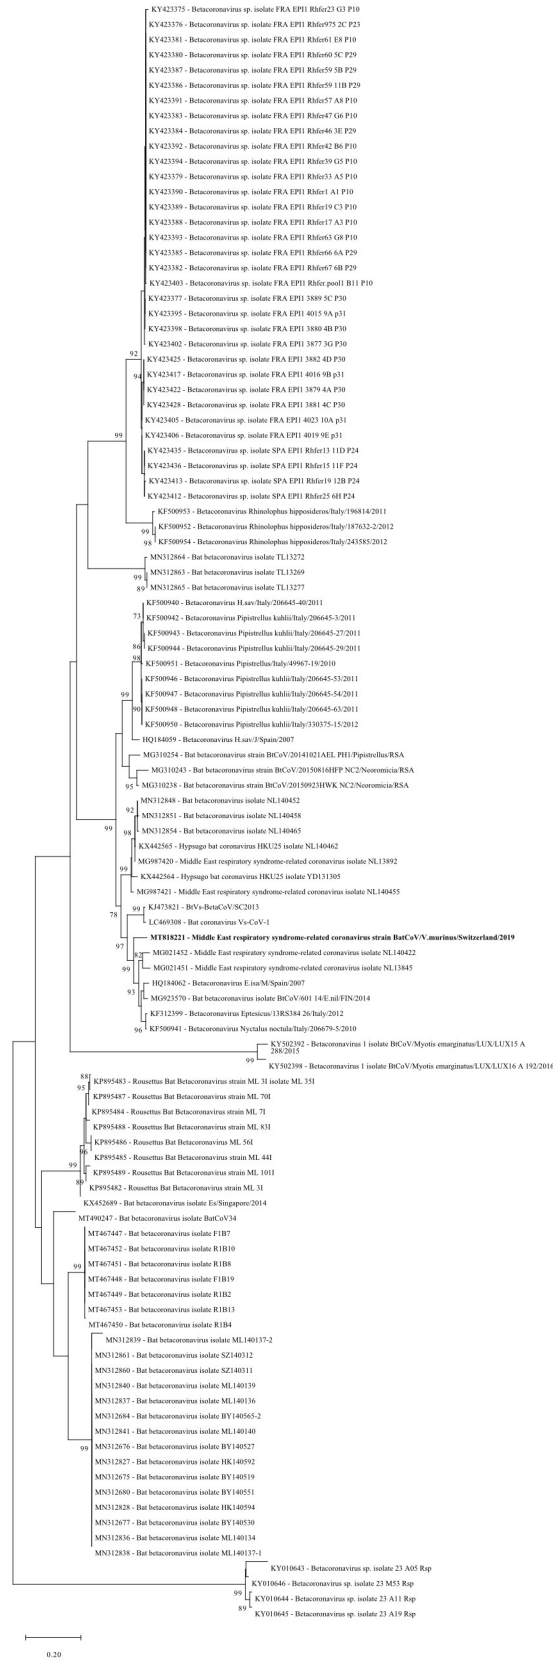 KY423375 - Betacoronavirus sp. isolate FRA EPI1 Rhfer23 G3 P10
KY423376 - Betacoronavirus sp. isolate FRA EPI1 Rhfer975 2C P23
KY423381 - Betacoronavirus sp. isolate FRA EPI1 Rhfer61 E8 P10
KY423380 - Betacoronavirus sp. isolate FRA EPI1 Rhfer60 5C P29
KY423387 - Betacoronavirus sp. isolate FRA EPI1 Rhfer59 5B P29
KY423386 - Betacoronavirus sp. isolate FRA EPI1 Rhfer59 11B P29
KY423391 - Betacoronavirus sp. isolate FRA EPI1 Rhfer57 A8 P10
KY423383 - Betacoronavirus sp. isolate FRA EPI1 Rhfer47 G6 P10
KY423384 - Betacoronavirus sp. isolate FRA EPI1 Rhfer46 3E P29
KY423392 - Betacoronavirus sp. isolate FRA EPI1 Rhfer42 B6 P10
KY423394 - Betacoronavirus sp. isolate FRA EPI1 Rhfer39 G5 P10
KY423379 - Betacoronavirus sp. isolate FRA EPI1 Rhfer33 A5 P10
KY423390 - Betacoronavirus sp. isolate FRA EPI1 Rhfer1 A1 P10
KY423389 - Betacoronavirus sp. isolate FRA EPI1 Rhfer19 C3 P10
KY423388 - Betacoronavirus sp. isolate FRA EPI1 Rhfer17 A3 P10
KY423393 - Betacoronavirus sp. isolate FRA EPI1 Rhfer63 G8 P10
KY423385 - Betacoronavirus sp. isolate FRA EPI1 Rhfer66 6A P29
KY423382 - Betacoronavirus sp. isolate FRA EPI1 Rhfer67 6B P29
KY423403 - Betacoronavirus sp. isolate FRA EPI1 Rhfer.pool1 B11 P10
KY423377 - Betacoronavirus sp. isolate FRA EPI1 3889 5C P30
KY423395 - Betacoronavirus sp. isolate FRA EPI1 4015 9A p31
KY423398 - Betacoronavirus sp. isolate FRA EPI1 3880 4B P30
KY423402 - Betacoronavirus sp. isolate FRA EPI1 3877 3G P30
92
KY423425 - Betacoronavirus sp. isolate FRA EPI1 3882 4D P30
94
KY423417 - Betacoronavirus sp. isolate FRA EPI1 4016 9B p31
KY423422 - Betacoronavirus sp. isolate FRA EPI1 3879 4A P30
KY423428 - Betacoronavirus sp. isolate FRA EPI1 3881 4C P30
KY423405 - Betacoronavirus sp. isolate FRA EPI1 4023 10A p31
99
KY423406 - Betacoronavirus sp. isolate FRA EPI1 4019 9E p31
KY423435 - Betacoronavirus sp. isolate SPA EPI1 Rhfer13 11D P24
KY423436 - Betacoronavirus sp. isolate SPA EPI1 Rhfer15 11F P24
KY423413 - Betacoronavirus sp. isolate SPA EPI1 Rhfer19 12B P24
KY423412 - Betacoronavirus sp. isolate SPA EPI1 Rhfer25 6H P24
KF500953 - Betacoronavirus Rhinolophus hipposideros/Italy/196814/2011
99
KF500952 - Betacoronavirus Rhinolophus hipposideros/Italy/187632-2/2012
98
KF500954 - Betacoronavirus Rhinolophus hipposideros/Italy/243585/2012
MN312864 - Bat betacoronavirus isolate TL13272
99
MN312863 - Bat betacoronavirus isolate TL13269
89
MN312865 - Bat betacoronavirus isolate TL13277
KF500940 - Betacoronavirus H.sav/Italy/206645-40/2011
73
KF500942 - Betacoronavirus Pipistrellus kuhlii/Italy/206645-3/2011
KF500943 - Betacoronavirus Pipistrellus kuhlii/Italy/206645-27/2011
86
KF500944 - Betacoronavirus Pipistrellus kuhlii/Italy/206645-29/2011
98
KF500951 - Betacoronavirus Pipistrellus/Italy/49967-19/2010
KF500946 - Betacoronavirus Pipistrellus kuhlii/Italy/206645-53/2011
99
KF500947 - Betacoronavirus Pipistrellus kuhlii/Italy/206645-54/2011
90
KF500948 - Betacoronavirus Pipistrellus kuhlii/Italy/206645-63/2011
KF500950 - Betacoronavirus Pipistrellus kuhlii/Italy/330375-15/2012
HQ184059 - Betacoronavirus H.sav/J/Spain/2007
MG310254 - Bat betacoronavirus strain BtCoV/20141021AEL PH1/Pipistrellus/RSA
MG310243 - Bat betacoronavirus strain BtCoV/20150816HFP NC2/Neoromicia/RSA
95
MG310238 - Bat betacoronavirus strain BtCoV/20150923HWK NC2/Neoromicia/RSA
MN312848 - Bat betacoronavirus isolate NL140452
92
MN312851 - Bat betacoronavirus isolate NL140458
99
98
MN312854 - Bat betacoronavirus isolate NL140465
KX442565 - Hypsugo bat coronavirus HKU25 isolate NL140462
MG987420 - Middle East respiratory syndrome-related coronavirus isolate NL13892
99
KX442564 - Hypsugo bat coronavirus HKU25 isolate YD131305
MG987421 - Middle East respiratory syndrome-related coronavirus isolate NL140455
78
99
KJ473821 - BtVs-BetaCoV/SC2013
LC469308 - Bat coronavirus Vs-CoV-1
97
MT818221 - Middle East respiratory syndrome-related coronavirus strain BatCoV/V.murinus/Switzerland/2019
82
MG021452 - Middle East respiratory syndrome-related coronavirus isolate NL140422
99
MG021451 - Middle East respiratory syndrome-related coronavirus isolate NL13845
HQ184062 - Betacoronavirus E.isa/M/Spain/2007
93
MG923570 - Bat betacoronavirus isolate BtCoV/601 14/E.nil/FIN/2014
KF312399 - Betacoronavirus Eptesicus/13RS384 26/Italy/2012
96
KF500941 - Betacoronavirus Nyctalus noctula/Italy/206679-5/2010
KY502392 - Betacoronavirus 1 isolate BtCoV/Myotis emarginatus/LUX/LUX15 A
288/2015
99
KY502398 - Betacoronavirus 1 isolate BtCoV/Myotis emarginatus/LUX/LUX16 A 192/2016
88
KP895483 - Rousettus Bat Betacoronavirus strain ML 3I isolate ML 35I
95
KP895487 - Rousettus Bat Betacoronavirus strain ML 70I
KP895484 - Rousettus Bat Betacoronavirus strain ML 7I
KP895488 - Rousettus Bat Betacoronavirus strain ML 83I
KP895486 - Rousettus Bat Betacoronavirus ML 56I
96
KP895485 - Rousettus Bat Betacoronavirus strain ML 44I
99
KP895489 - Rousettus Bat Betacoronavirus strain ML 101I
89
KP895482 - Rousettus Bat Betacoronavirus strain ML 3I
KX452689 - Bat betacoronavirus isolate Es/Singapore/2014
MT490247 - Bat betacoronavirus isolate BatCoV34
MT467447 - Bat betacoronavirus isolate F1B7
MT467452 - Bat betacoronavirus isolate R1B10
99
MT467451 - Bat betacoronavirus isolate R1B8
MT467448 - Bat betacoronavirus isolate F1B19
MT467449 - Bat betacoronavirus isolate R1B2
MT467453 - Bat betacoronavirus isolate R1B13
MT467450 - Bat betacoronavirus isolate R1B4
MN312839 - Bat betacoronavirus isolate ML140137-2
MN312861 - Bat betacoronavirus isolate SZ140312
MN312860 - Bat betacoronavirus isolate SZ140311
MN312840 - Bat betacoronavirus isolate ML140139
MN312837 - Bat betacoronavirus isolate ML140136
MN312684 - Bat betacoronavirus isolate BY140565-2
MN312841 - Bat betacoronavirus isolate ML140140
99
MN312676 - Bat betacoronavirus isolate BY140527
MN312827 - Bat betacoronavirus isolate HK140592
MN312675 - Bat betacoronavirus isolate BY140519
MN312680 - Bat betacoronavirus isolate BY140551
MN312828 - Bat betacoronavirus isolate HK140594
MN312677 - Bat betacoronavirus isolate BY140530
MN312836 - Bat betacoronavirus isolate ML140134
MN312838 - Bat betacoronavirus isolate ML140137-1
KY010643 - Betacoronavirus sp. isolate 23 A05 Rsp
KY010646 - Betacoronavirus sp. isolate 23 M53 Rsp
99
KY010644 - Betacoronavirus sp. isolate 23 A11 Rsp
89
KY010645 - Betacoronavirus sp. isolate 23 A19 Rsp
0.20